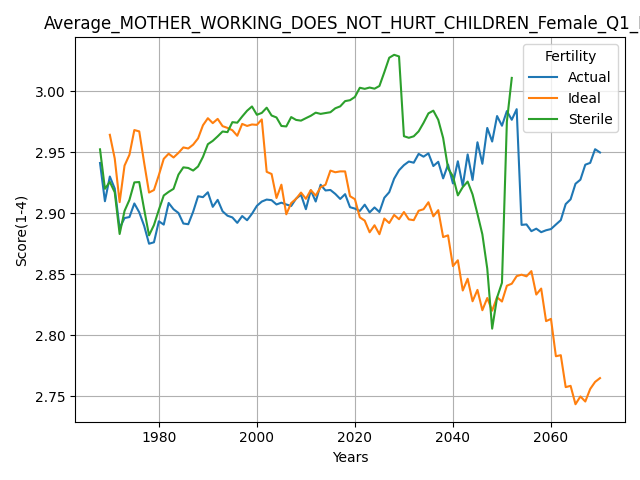 Average_MOTHER_WORKING_DOES_NOT_HURT_CHILDREN_Female_Q1_
Fertility
Actual
Ideal
Sterile
Score(1-4)
3.00
2.95
2.90
2.85
2.80
2.75
1980 2000 2020 2040 2060
Years